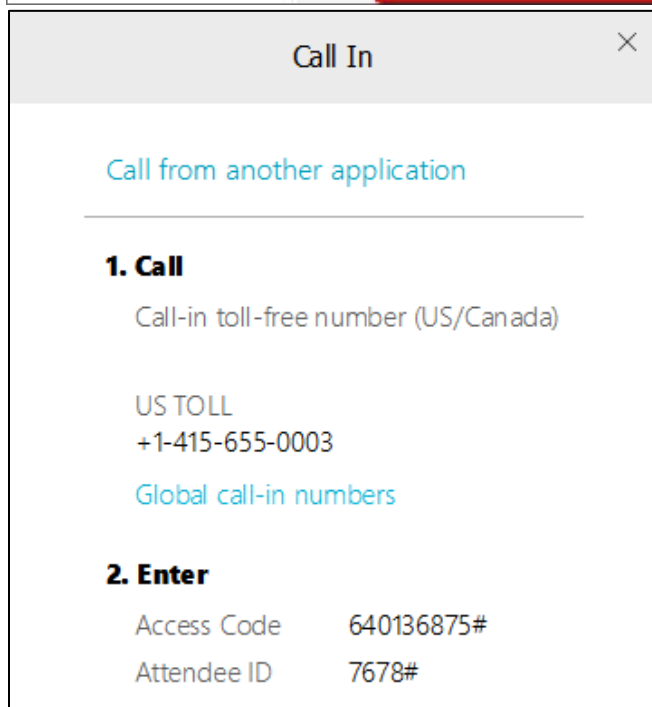 Call In
Call from another application
1. Call
Call-in toll-free number (US/Canada)
US TOLL
+1-415-655-0003
Global call-in numbers
2. Enter
Access Code 640136875#
Attendee ID 7678#